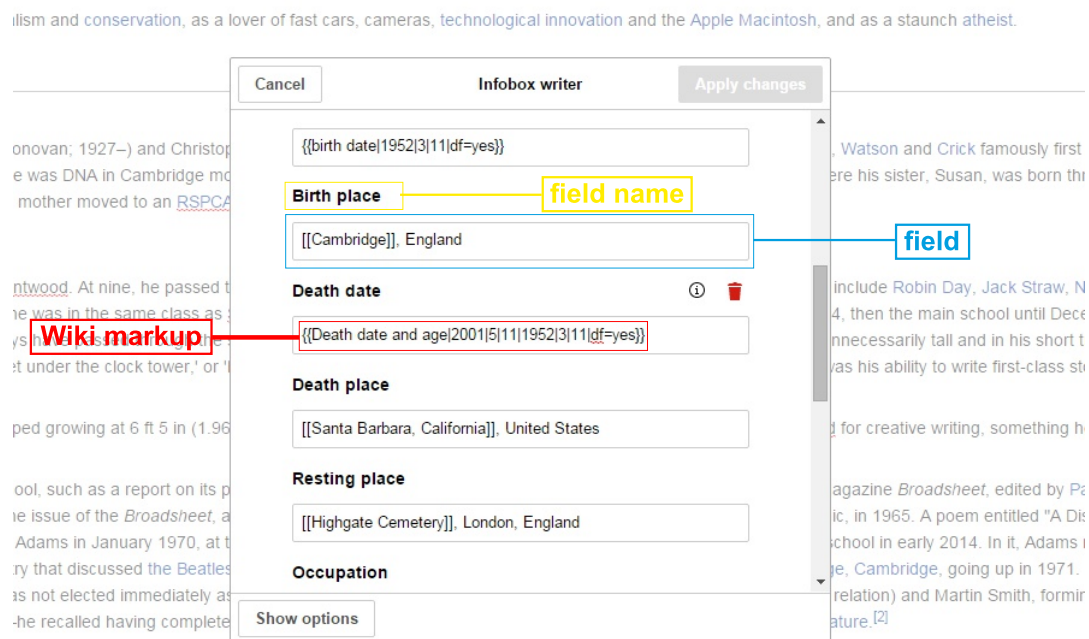 alism and conservation, as a lover of fast cars, cameras, technological innovation and the Apple Macintosh, and as a staunch atheist.
Cancel
Infobox writer
Apply changes
{{birth date|1952|3|11|df=yes}}
onovan; 1927–) and Christop
, Watson and Crick famously first
e was DNA in Cambridge mo
ere his sister, Susan, was born thr
Birth place
field name
mother moved to an RSPCA
[[Cambridge]], England
field
ntwood. At nine, he passed t
Death date
include Robin Day, Jack Straw, N
ne was in the same class as
4, then the main school until Dece
Wiki markup
{{Death date and age|2001|5|11|1952|3|11|df=yes}}
ys have passed through the
nnecessarily tall and in his short t
et under the clock tower,' or '
was his ability to write first-class sto
Death place
ped growing at 6 ft 5 in (1.96
[[Santa Barbara, California]], United States
for creative writing, something he
Resting place
ool, such as a report on its p
agazine Broadsheet, edited by Pa
ne issue of the Broadsheet, a
[[Highgate Cemetery]], London, England
ic, in 1965. A poem entitled "A Dis
Adams in January 1970, at t
school in early 2014. In it, Adams
try that discussed the Beatles
Occupation
ge, Cambridge, going up in 1971.
as not elected immediately as
relation) and Martin Smith, formin
-he recalled having complete
Show options
ature.[2]